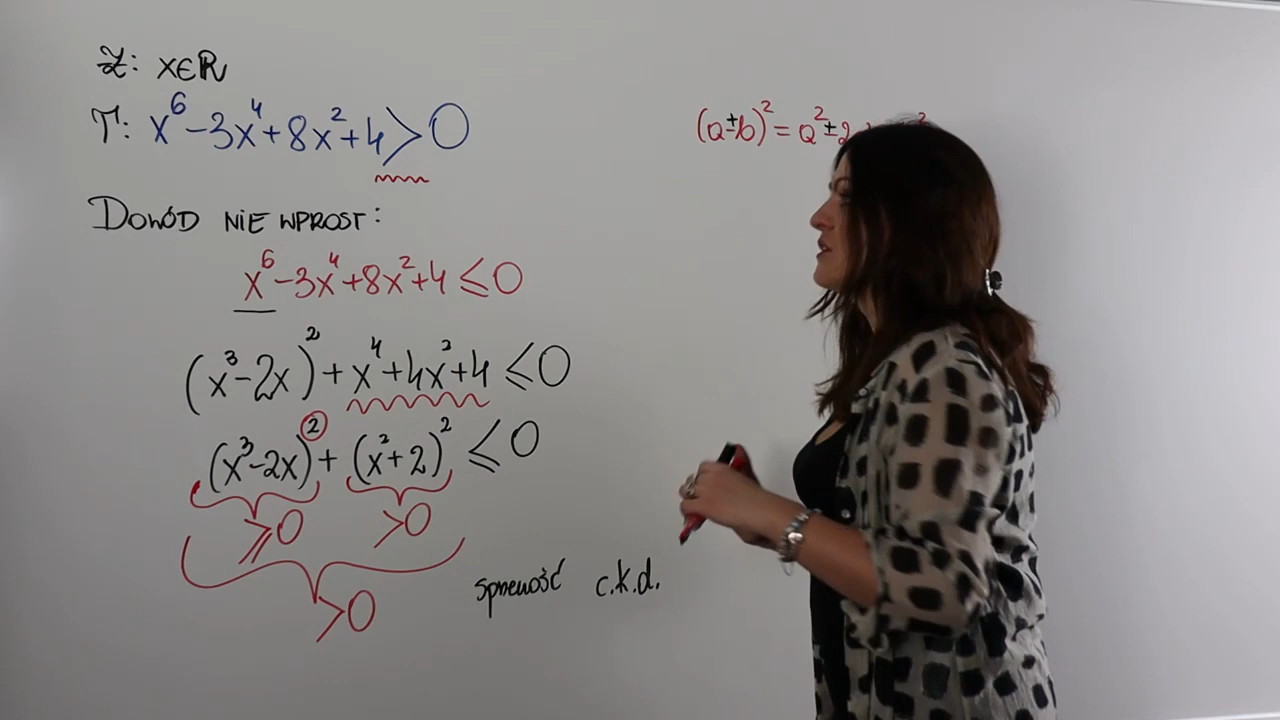 Z: x∈ℝ
T: x⁶-3x⁴+8x²+4>0
(a±b)²=a²±2
DOWÓD NIE WPROST:
x⁶-3x⁴+8x²+4≤0
(x³-2x)²+x⁴+4x²+4≤0
(x³-2x)²+(x²+2)²≤0
≥0 >0
>0
sprzeczność c.k.d.